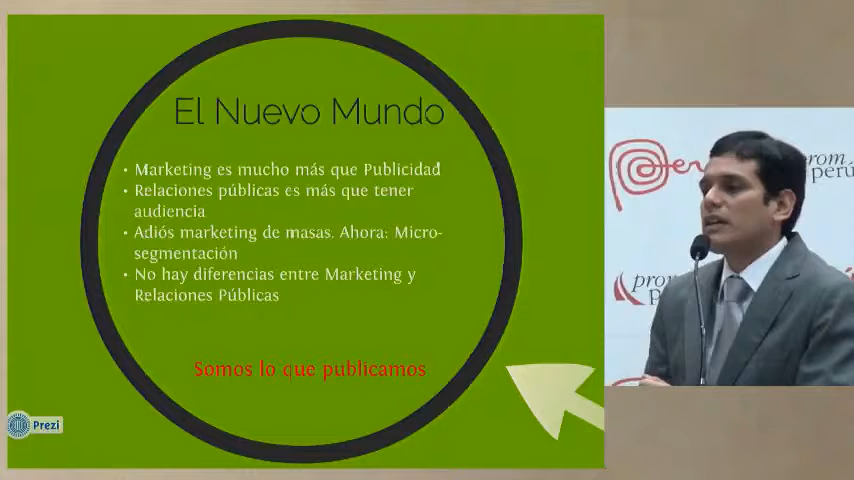 El Nuevo Mundo
• Marketing es mucho más que Publicidad
• Relaciones públicas es más que tener
audiencia
• Adiós marketing de masas. Ahora: Micro-
segmentación
• No hay diferencias entre Marketing y
Relaciones Públicas
Somos lo que publicamos
Prezi
Perú
prom
perú
prom